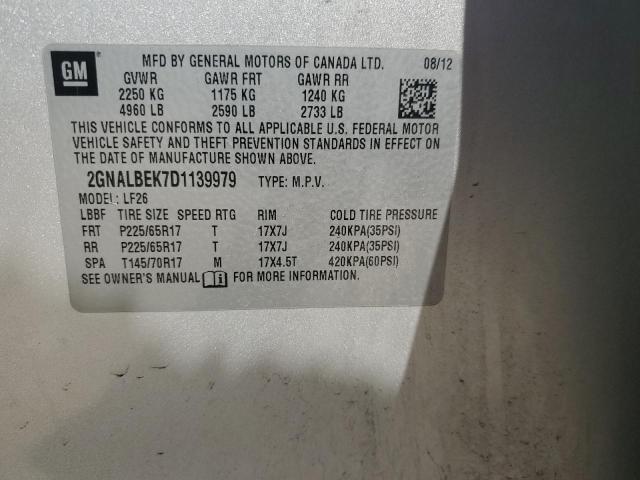 GM
MFD BY GENERAL MOTORS OF CANADA LTD. 08/12
GVWR GAWR FRT GAWR RR
2250 KG 1175 KG 1240 KG
4960 LB 2590 LB 2733 LB
THIS VEHICLE CONFORMS TO ALL APPLICABLE U.S. FEDERAL MOTOR
VEHICLE SAFETY AND THEFT PREVENTION STANDARDS IN EFFECT ON
THE DATE OF MANUFACTURE SHOWN ABOVE.
2GNALBEK7D1139979 TYPE: M.P.V.
MODEL: LF26
LBBF TIRE SIZE SPEED RTG RIM COLD TIRE PRESSURE
FRT P225/65R17 T 17X7J 240KPA(35PSI)
RR P225/65R17 T 17X7J 240KPA(35PSI)
SPA T145/70R17 M 17X4.5T 420KPA(60PSI)
SEE OWNER'S MANUAL FOR MORE INFORMATION.